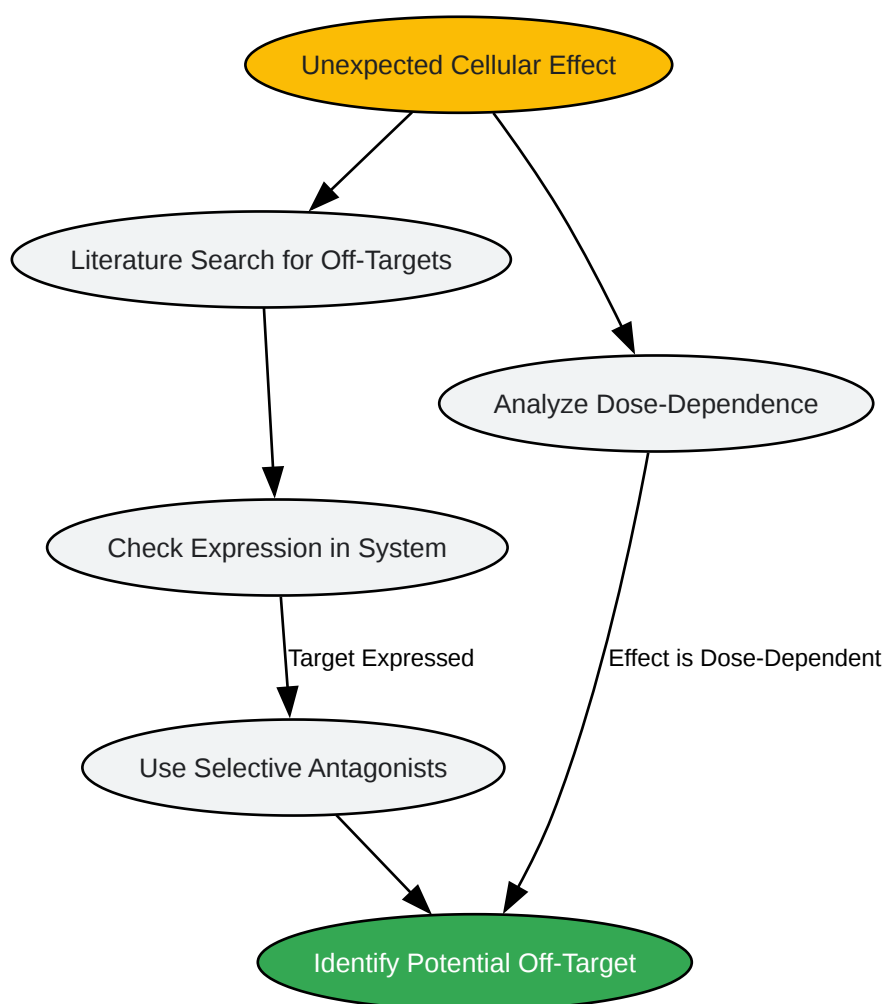 Unexpected Cellular Effect
Literature Search for Off-Targets
Analyze Dose-Dependence
Check Expression in System
Target Expressed
Effect is Dose-Dependent
Use Selective Antagonists
Identify Potential Off-Target